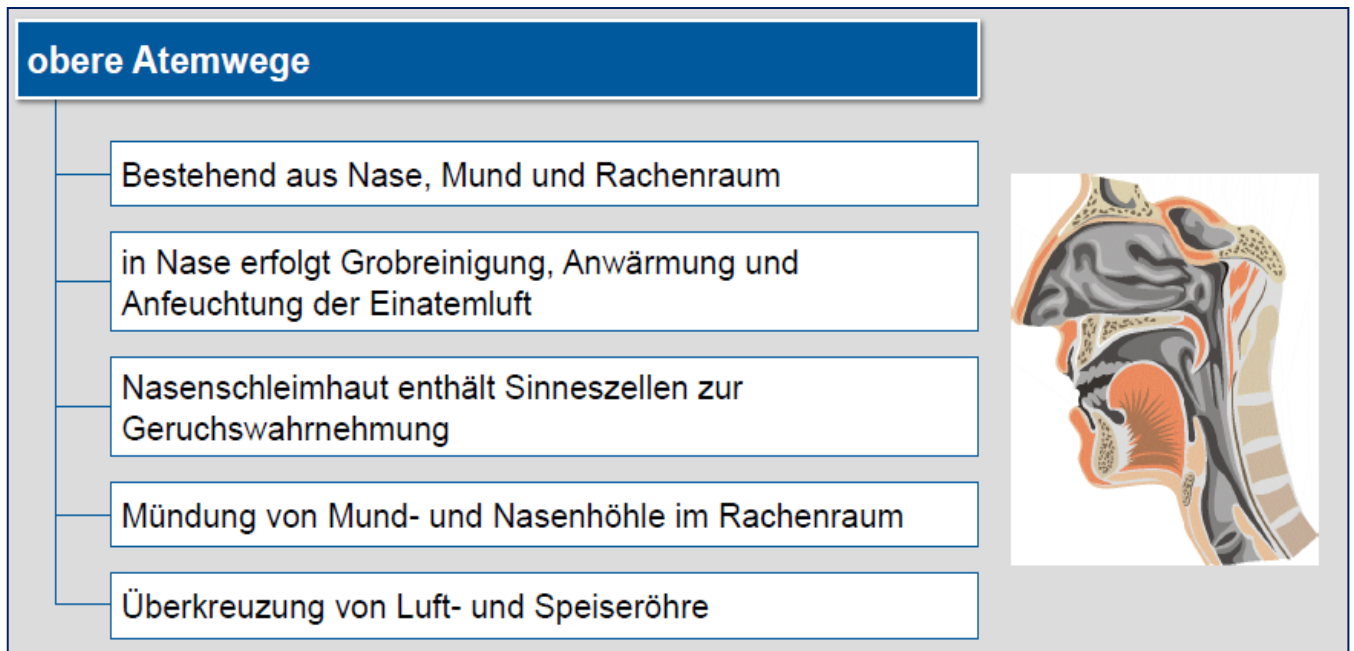 obere Atemwege
Bestehend aus Nase, Mund und Rachenraum
in Nase erfolgt Grobreinigung, Anwärmung und
Anfeuchtung der Einatemluft
Nasenschleimhaut enthält Sinneszellen zur
Geruchswahrnehmung
Mündung von Mund- und Nasenhöhle im Rachenraum
Überkreuzung von Luft- und Speiseröhre